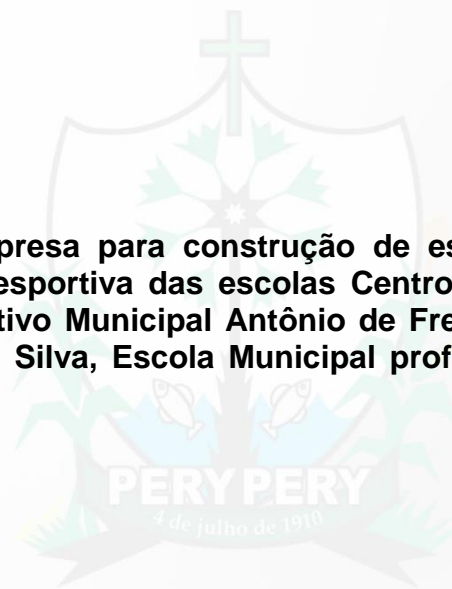 presa para construção de es
esportiva das escolas Centro
tivo Municipal Antônio de Fre
Silva, Escola Municipal prof
PERY PERY
4 de julho de 1910